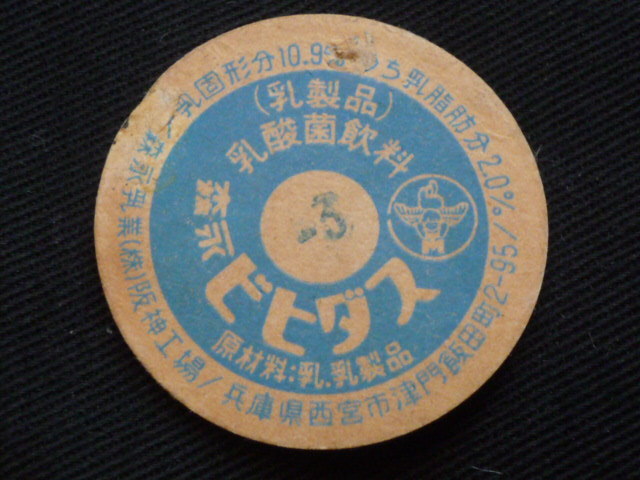 無脂乳固形分10.9% うち乳脂肪分2.0%
(乳製品)
乳酸菌飲料
森永
ビヒダス
3
原材料:乳、乳製品
森永乳業(株)阪神工場/兵庫県西宮市津門飯田町2-95/